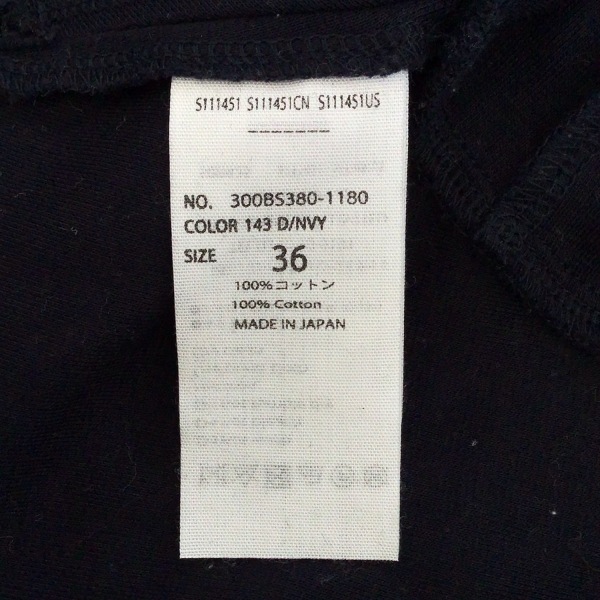 S111451 S111451CN S111451US
NO. 300BS380-1180
COLOR 143 D/NVY
SIZE 36
100%コットン
100% Cotton
MADE IN JAPAN